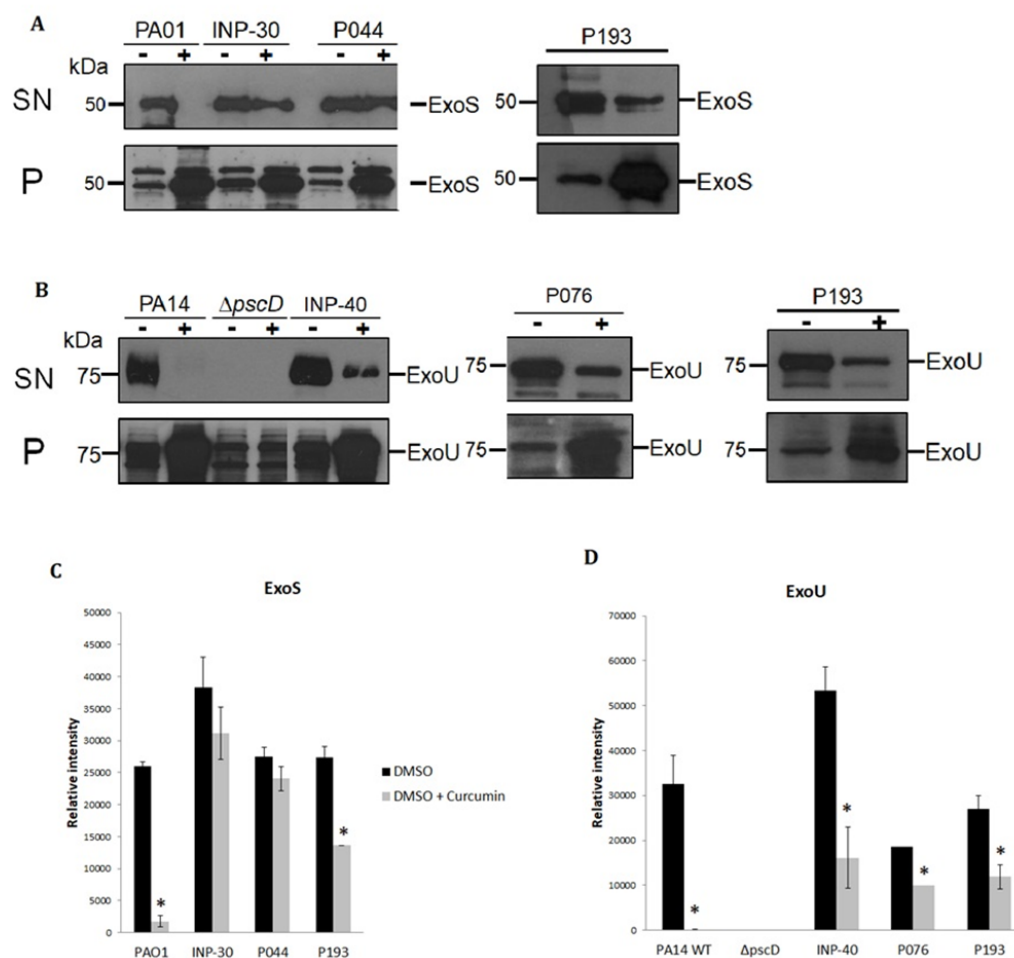 A
PA01 INP-30 P044 P193
- + - + - + - +
kDa
SN 50 ExoS 50 ExoS
P 50 ExoS 50 ExoS
B
PA14 ΔpscD INP-40 P076 P193
- + - + - + - + - +
kDa
SN 75 ExoU 75 ExoU 75 ExoU
P 75 ExoU 75 ExoU 75 ExoU
C
ExoS
Relative intensity
50000
45000
40000
35000
30000
25000
20000
15000
10000
5000
0
* *
PAO1 INP-30 P044 P193
DMSO
DMSO + Curcumin
D
ExoU
Relative intensity
70000
60000
50000
40000
30000
20000
10000
0
* * * *
PA14 WT ΔpscD INP-40 P076 P193